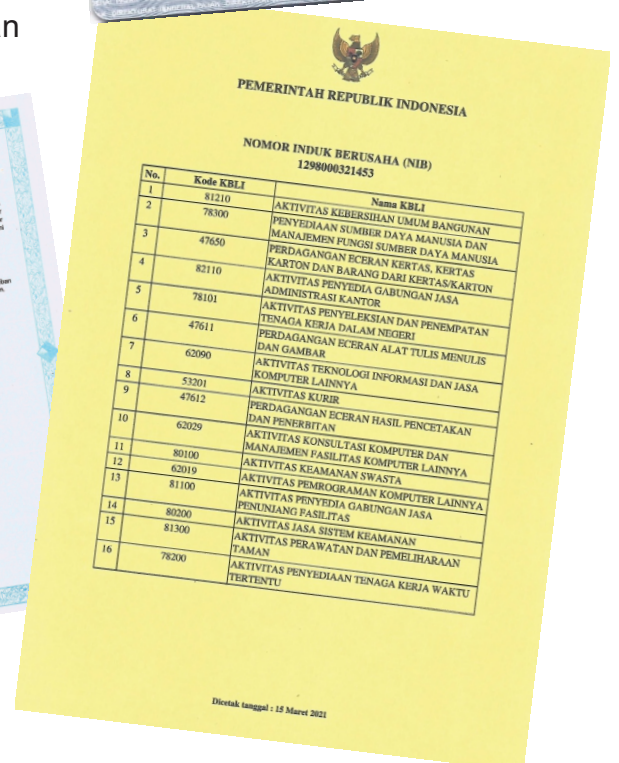 PEMERINTAH REPUBLIK INDONESIA
NOMOR INDUK BERUSAHA (NIB)
1298000321453
No. Kode KBLI Nama KBLI
1 81210 AKTIVITAS KEBERSIHAN UMUM BANGUNAN
2 78300 PENYEDIAAN SUMBER DAYA MANUSIA DAN
MANAJEMEN FUNGSI SUMBER DAYA MANUSIA
3 47650 PERDAGANGAN ECERAN KERTAS, KERTAS
KARTON DAN BARANG DARI KERTAS/KARTON
4 82110 AKTIVITAS PENYEDIA GABUNGAN JASA
ADMINISTRASI KANTOR
5 78101 AKTIVITAS PENYELEKSIAN DAN PENEMPATAN
TENAGA KERJA DALAM NEGERI
6 47611 PERDAGANGAN ECERAN ALAT TULIS MENULIS
DAN GAMBAR
7 62090 AKTIVITAS TEKNOLOGI INFORMASI DAN JASA
KOMPUTER LAINNYA
8 53201 AKTIVITAS KURIR
9 47612 PERDAGANGAN ECERAN HASIL PENCETAKAN
DAN PENERBITAN
10 62029 AKTIVITAS KONSULTASI KOMPUTER DAN
MANAJEMEN FASILITAS KOMPUTER LAINNYA
11 80100 AKTIVITAS KEAMANAN SWASTA
12 62019 AKTIVITAS PEMROGRAMAN KOMPUTER LAINNYA
13 81100 AKTIVITAS PENYEDIA GABUNGAN JASA
PENUNJANG FASILITAS
14 80200 AKTIVITAS JASA SISTEM KEAMANAN
15 81300 AKTIVITAS PERAWATAN DAN PEMELIHARAAN
TAMAN
16 78200 AKTIVITAS PENYEDIAAN TENAGA KERJA WAKTU
TERTENTU
Dicetak tanggal : 15 Maret 2021